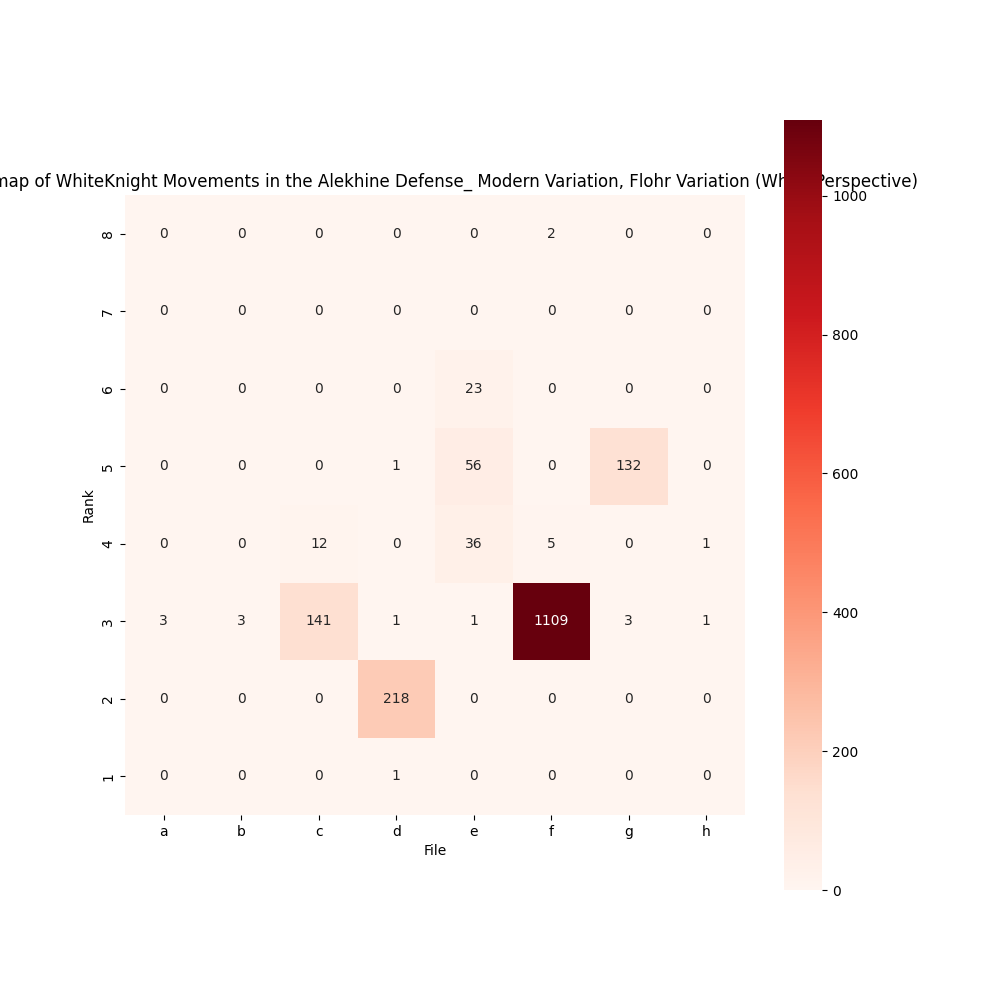 map of WhiteKnight Movements in the Alekhine Defense_ Modern Variation, Flohr Variation (Wh Perspective)
8 0 0 0 0 0 2 0 0
7 0 0 0 0 0 0 0 0
6 0 0 0 0 23 0 0 0
5 0 0 0 1 56 0 132 0
4 0 0 12 0 36 5 0 1
3 3 3 141 1 1 1109 3 1
2 0 0 0 218 0 0 0 0
1 0 0 0 1 0 0 0 0
a b c d e f g h
File
Rank
1000
800
600
400
200
0